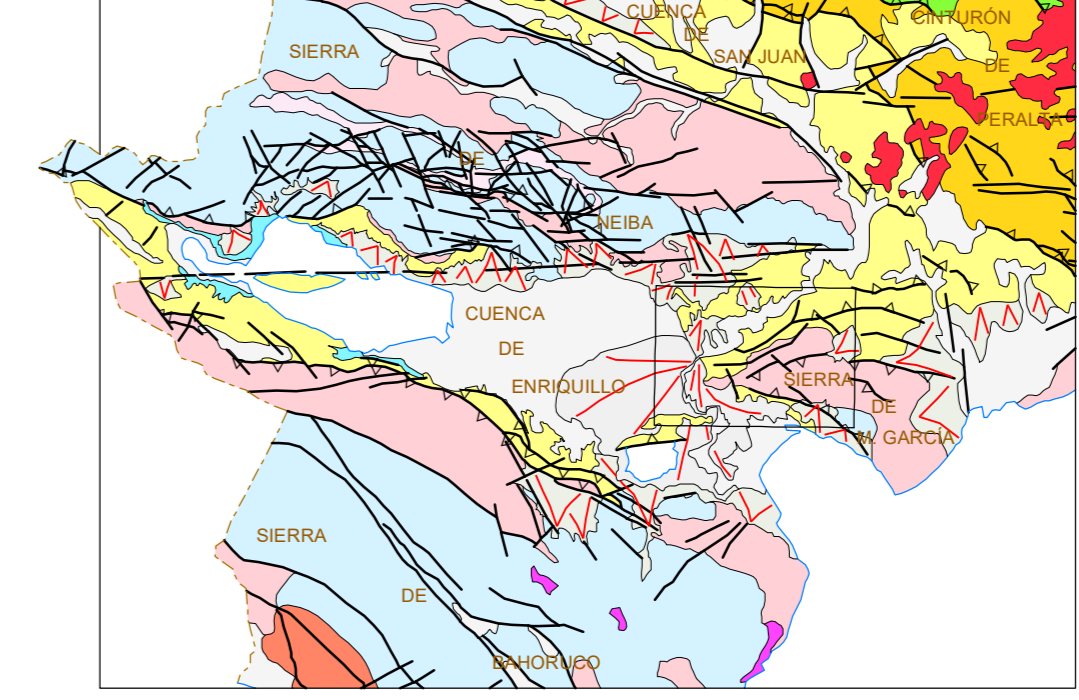 CUENCA
DE
SAN JUAN
CINTURÓN
DE
PERALTA
SIERRA
DE
NEIBA
CUENCA
DE
ENRIQUILLO
SIERRA
DE
M. GARCÍA
SIERRA
DE
BAHORUCO